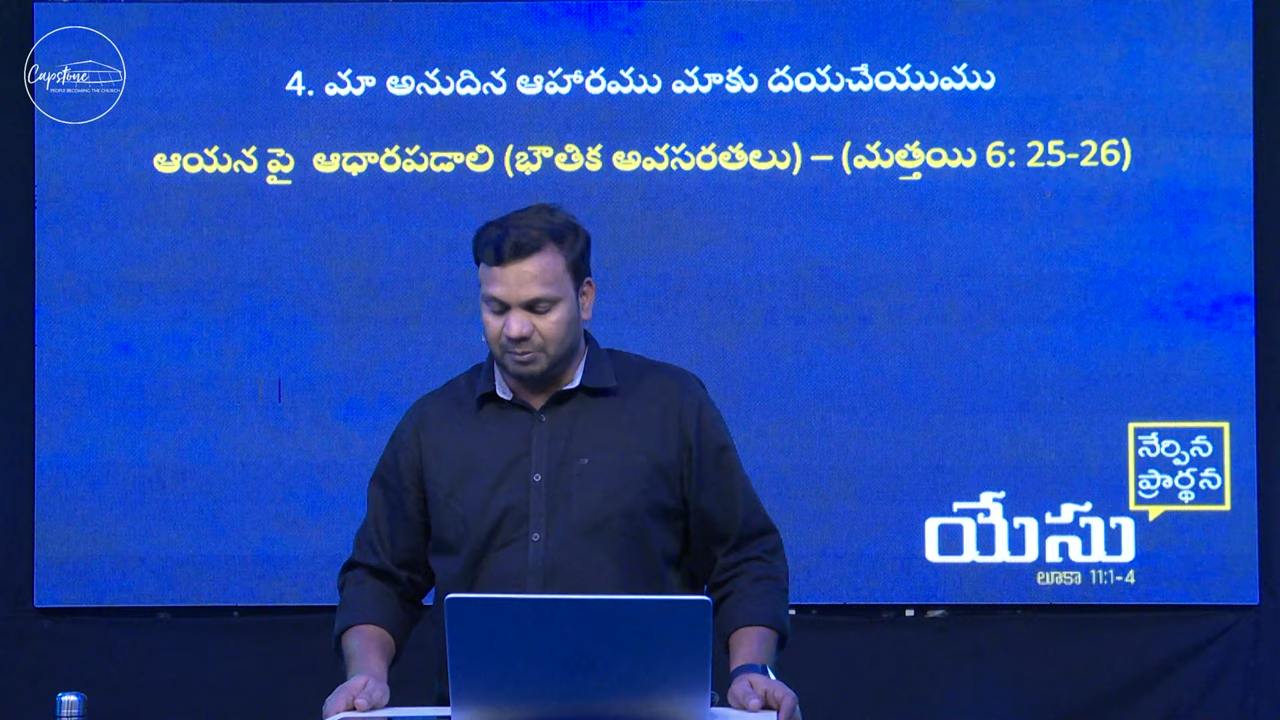 Capstone
PEOPLE BECOMING THE CHURCH
4. మా అనుదిన ఆహారము మాకు దయచేయుము
ఆయన పై ఆధారపడాలి (భౌతిక అవసరతలు) – (మత్తయి 6: 25-26)
నేర్పిన
ప్రార్థన
యేసు
లూకా 11:1-4